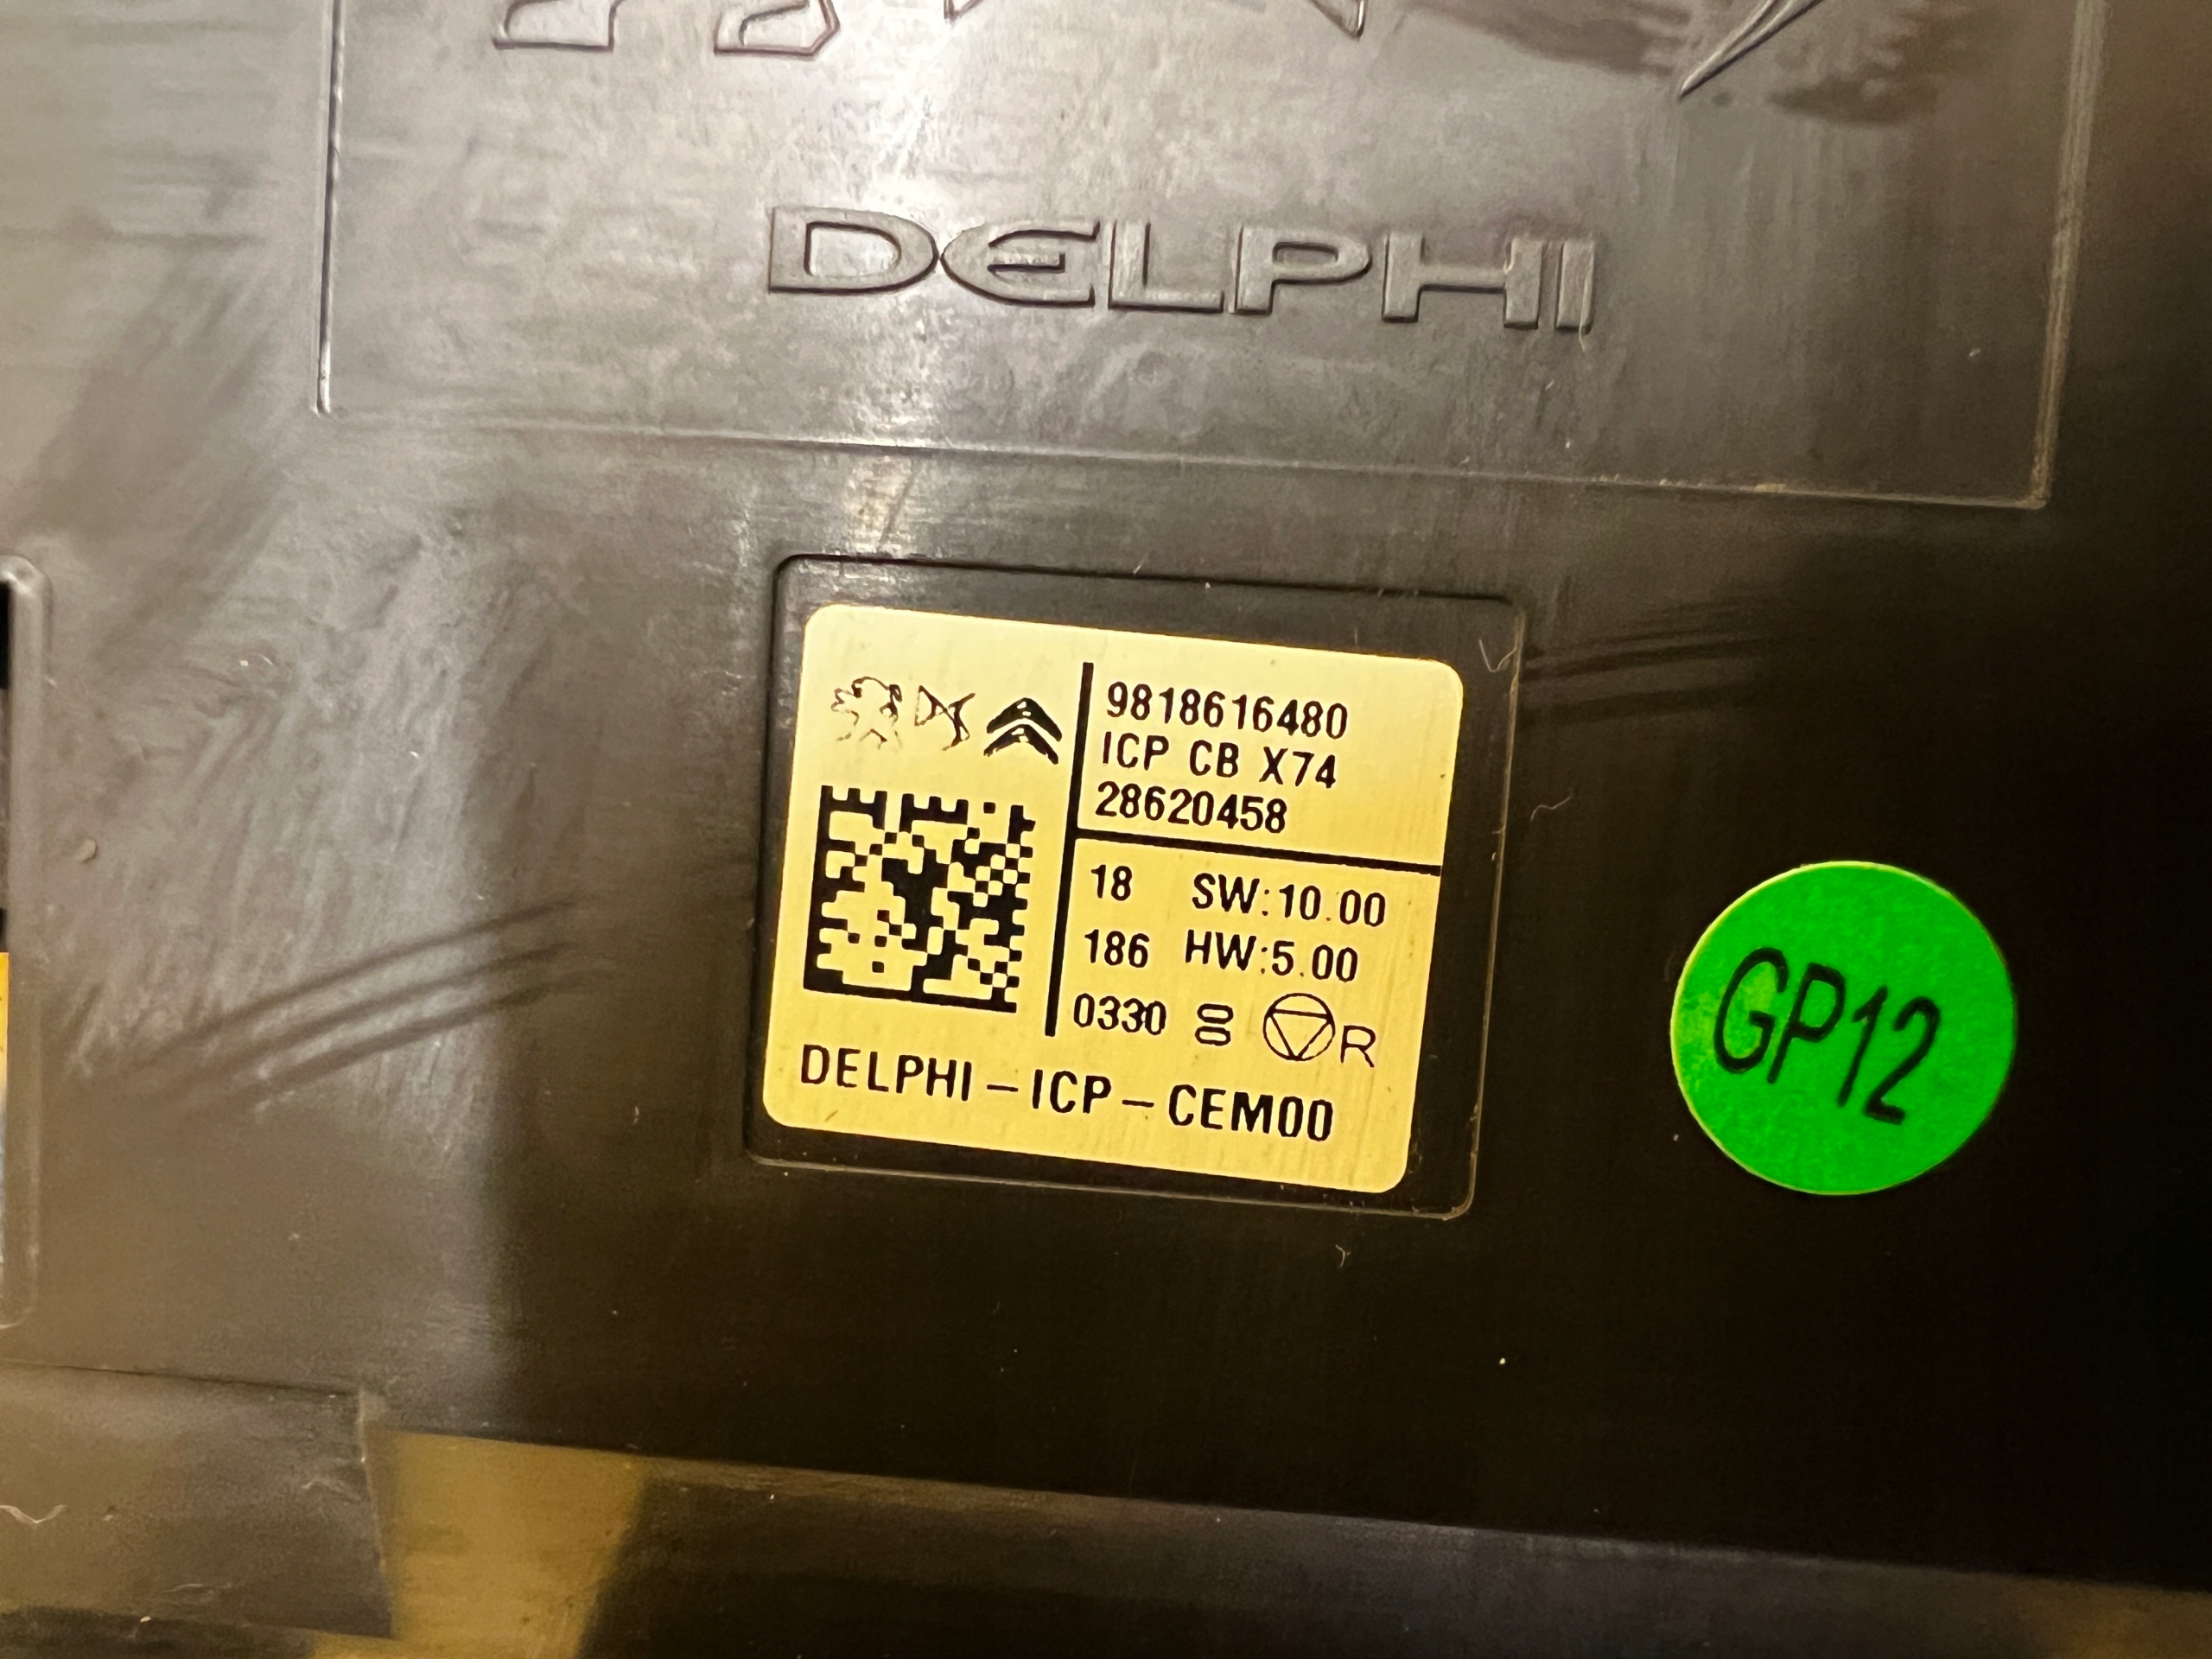 DELPHI
9818616480
ICP CB X74
28620458
18 SW:10.00
186 HW:5.00
0330 00 R
DELPHI-ICP-CEM00
GP12